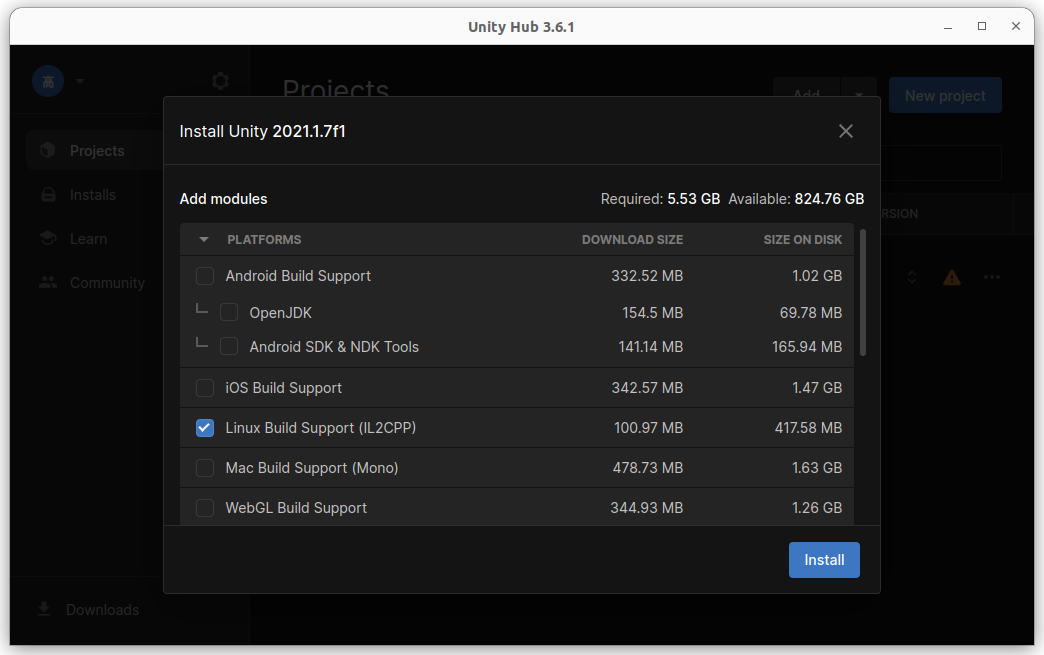 Unity Hub 3.6.1
高
Projects
Add
New project
Install Unity 2021.1.7f1
Projects
Installs
Learn
Community
Add modules
Required: 5.53 GB Available: 824.76 GB
PLATFORMS DOWNLOAD SIZE SIZE ON DISK
Android Build Support 332.52 MB 1.02 GB
OpenJDK 154.5 MB 69.78 MB
Android SDK & NDK Tools 141.14 MB 165.94 MB
iOS Build Support 342.57 MB 1.47 GB
Linux Build Support (IL2CPP) 100.97 MB 417.58 MB
Mac Build Support (Mono) 478.73 MB 1.63 GB
WebGL Build Support 344.93 MB 1.26 GB
RSION
Install
Downloads